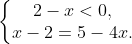 2 − x < 0,
x − 2 = 5 − 4x.